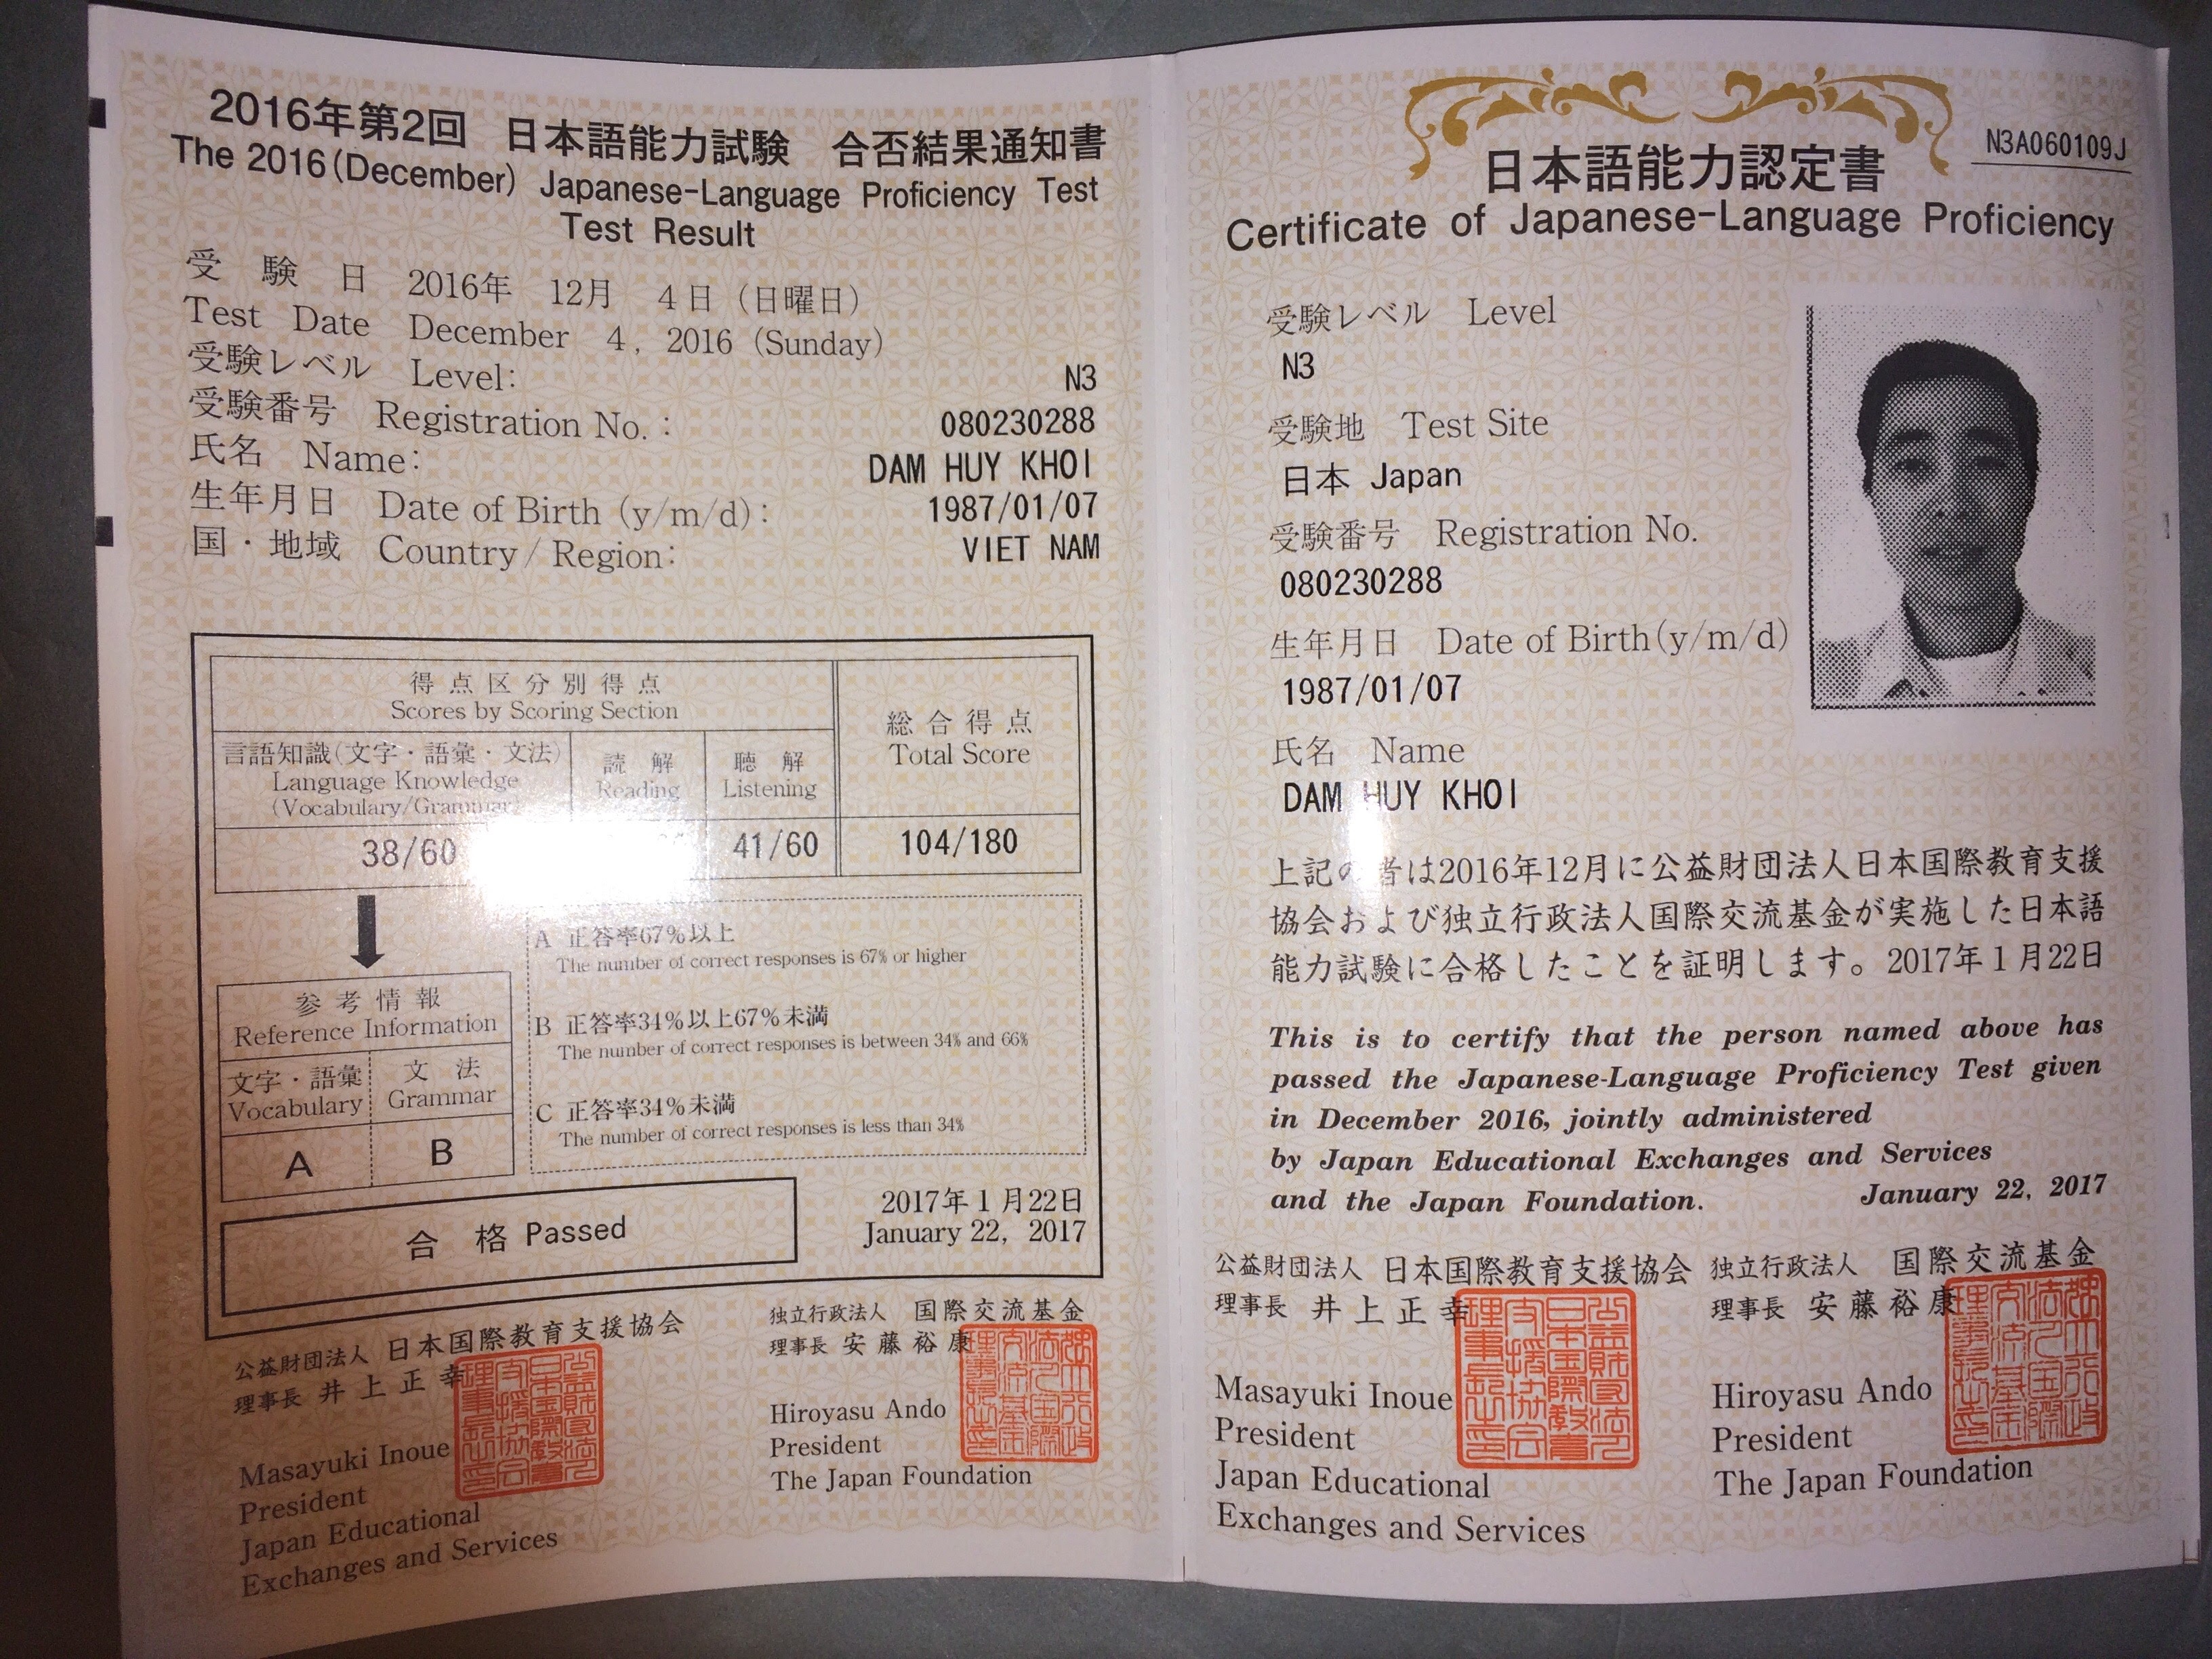 2016年第2回　日本語能力試験　合否結果通知書
The 2016(December) Japanese-Language Proficiency Test
Test Result
受　験　日　2016年　12月　4日（日曜日）
Test Date December 4, 2016 (Sunday)
受験レベル Level: N3
受験番号 Registration No.: 080230288
氏名 Name: DAM HUY KHOI
生年月日 Date of Birth (y/m/d): 1987/01/07
国・地域 Country / Region: VIET NAM
得点区分別得点
Scores by Scoring Section
総合得点
Total Score
言語知識(文字・語彙・文法)
Language Knowledge
(Vocabulary/Grammar)
読解
Reading
聴解
Listening
38/60
41/60
104/180
参考情報
Reference Information
文字・語彙
Vocabulary
文法
Grammar
A
B
A 正答率67%以上
The number of correct responses is 67% or higher
B 正答率34%以上67%未満
The number of correct responses is between 34% and 66%
C 正答率34%未満
The number of correct responses is less than 34%
合格 Passed
2017年1月22日
January 22, 2017
公益財団法人 日本国際教育支援協会
理事長 井上正幸
Masayuki Inoue
President
Japan Educational
Exchanges and Services
独立行政法人 国際交流基金
理事長 安藤裕康
Hiroyasu Ando
President
The Japan Foundation
N3A060109J
日本語能力認定書
Certificate of Japanese-Language Proficiency
受験レベル Level
N3
受験地 Test Site
日本 Japan
受験番号 Registration No.
080230288
生年月日 Date of Birth(y/m/d)
1987/01/07
氏名 Name
DAM HUY KHOI
上記の者は2016年12月に公益財団法人日本国際教育支援
協会および独立行政法人国際交流基金が実施した日本語
能力試験に合格したことを証明します。2017年1月22日
This is to certify that the person named above has
passed the Japanese-Language Proficiency Test given
in December 2016, jointly administered
by Japan Educational Exchanges and Services
and the Japan Foundation. January 22, 2017
公益財団法人 日本国際教育支援協会
理事長 井上正幸
Masayuki Inoue
President
Japan Educational
Exchanges and Services
独立行政法人 国際交流基金
理事長 安藤裕康
Hiroyasu Ando
President
The Japan Foundation